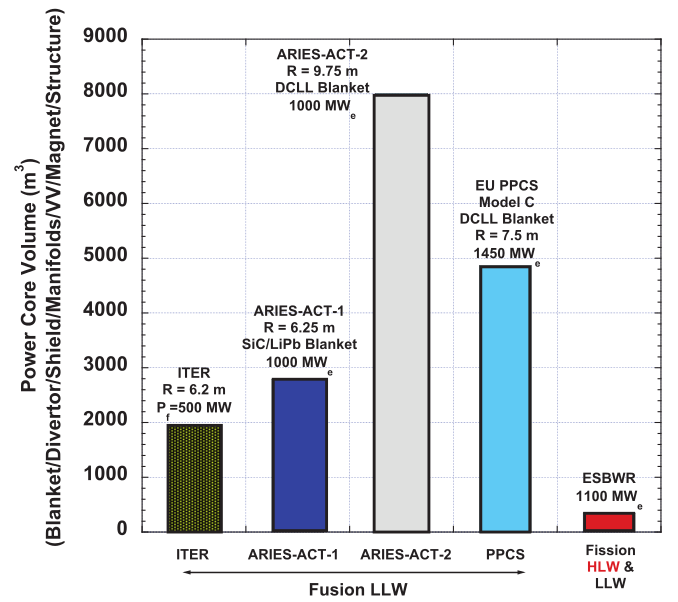 Power Core Volume (m³)
(Blanket/Divertor/Shield/Manifolds/VV/Magnet/Structure)
9000
8000
7000
6000
5000
4000
3000
2000
1000
0
ARIES-ACT-2
R = 9.75 m
DCLL Blanket
1000 MWe
EU PPCS
Model C
DCLL Blanket
R = 7.5 m
1450 MWe
ARIES-ACT-1
R = 6.25 m
SiC/LiPb Blanket
1000 MWe
ITER
R = 6.2 m
Pf=500 MW
ESBWR
1100 MWe
ITER
ARIES-ACT-1
ARIES-ACT-2
PPCS
Fission
HLW &
LLW
Fusion LLW